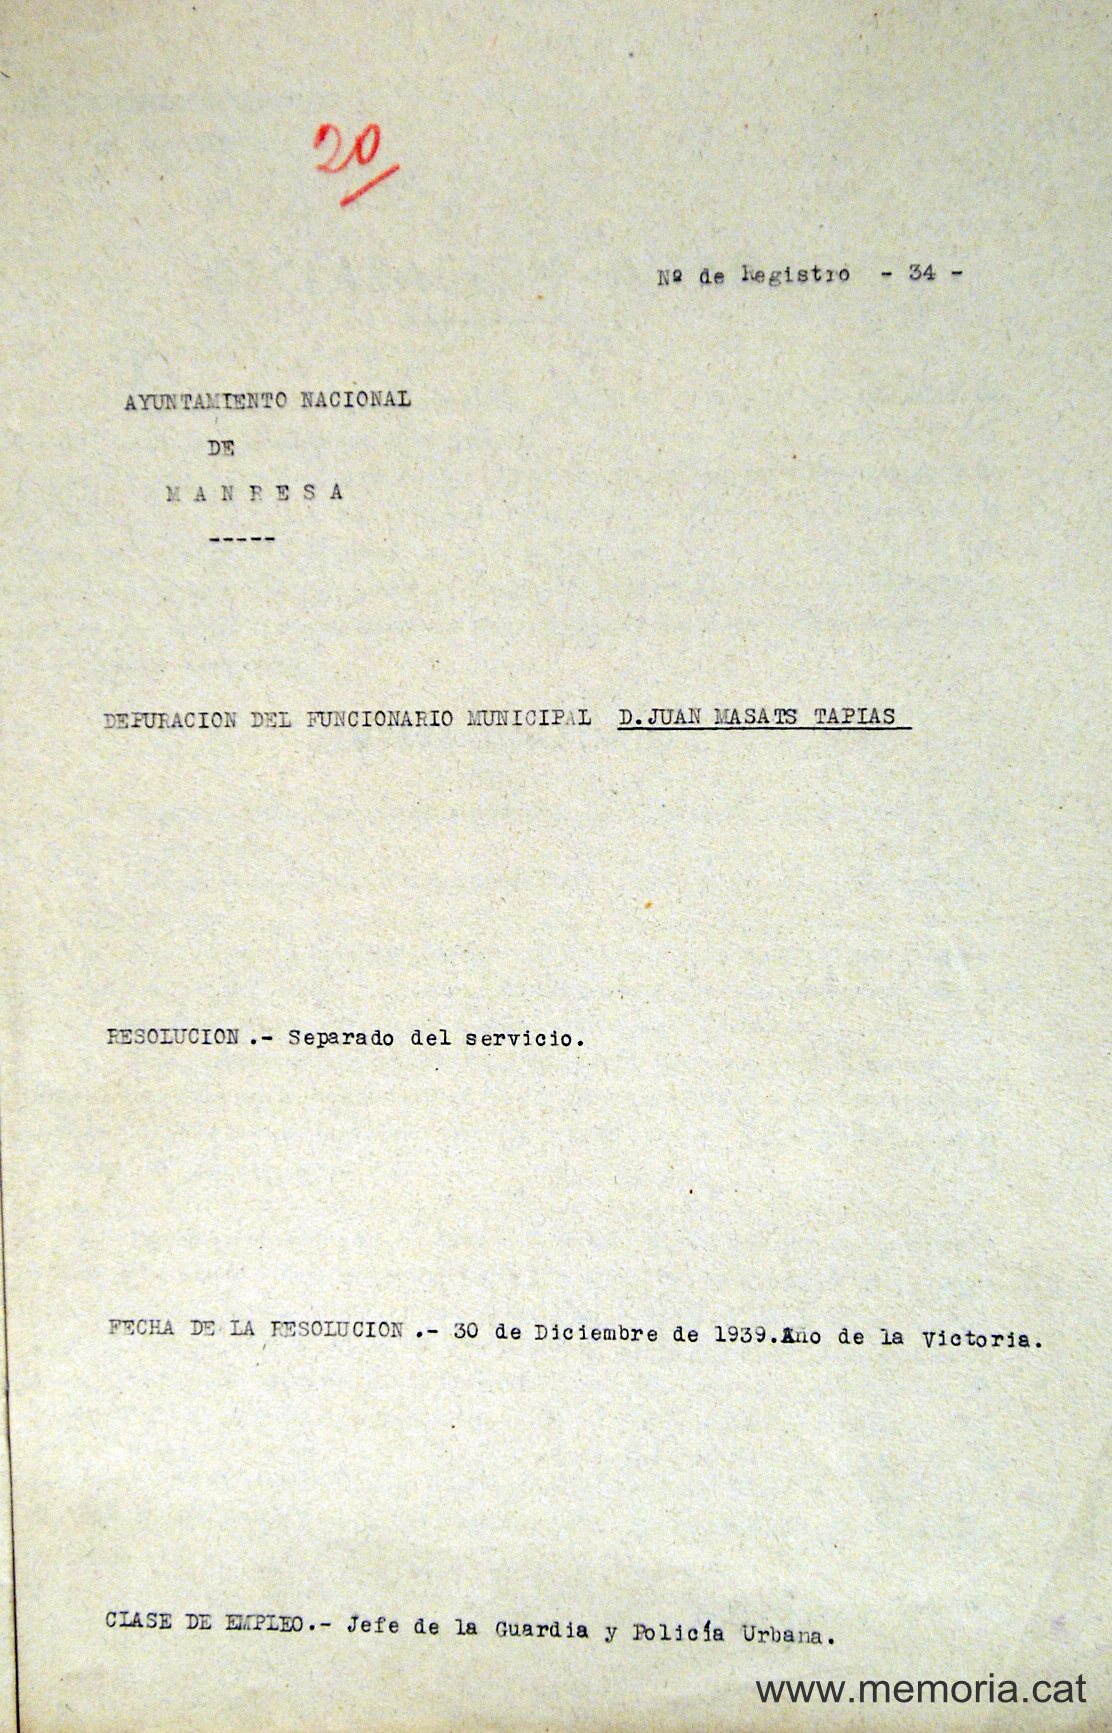 20
Nº de Registro - 34 -
AYUNTAMIENTO NACIONAL
DE
M A N R E S A
-----
DEPURACION DEL FUNCIONARIO MUNICIPAL D.JUAN MASATS TAPIAS
RESOLUCION .- Separado del servicio.
FECHA DE LA RESOLUCION .- 30 de Diciembre de 1939.Año de la Victoria.
CLASE DE EMPLEO.- Jefe de la Guardia y Policía Urbana.
www.memoria.cat